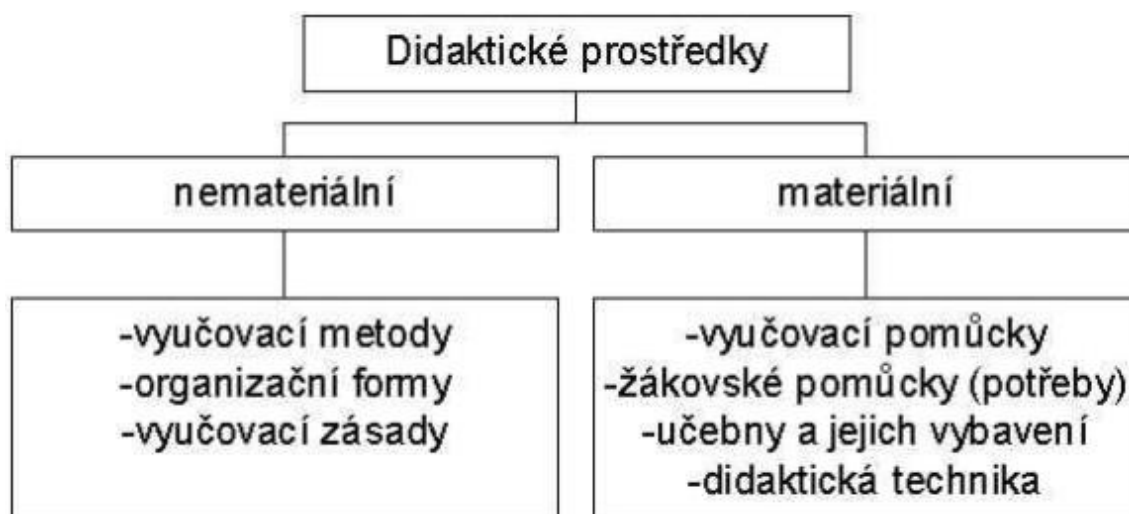 Didaktické prostředky
nemateriální
materiální
-vyučovací metody
-organizační formy
-vyučovací zásady
-vyučovací pomůcky
-žákovské pomůcky (potřeby)
-učebny a jejich vybavení
-didaktická technika